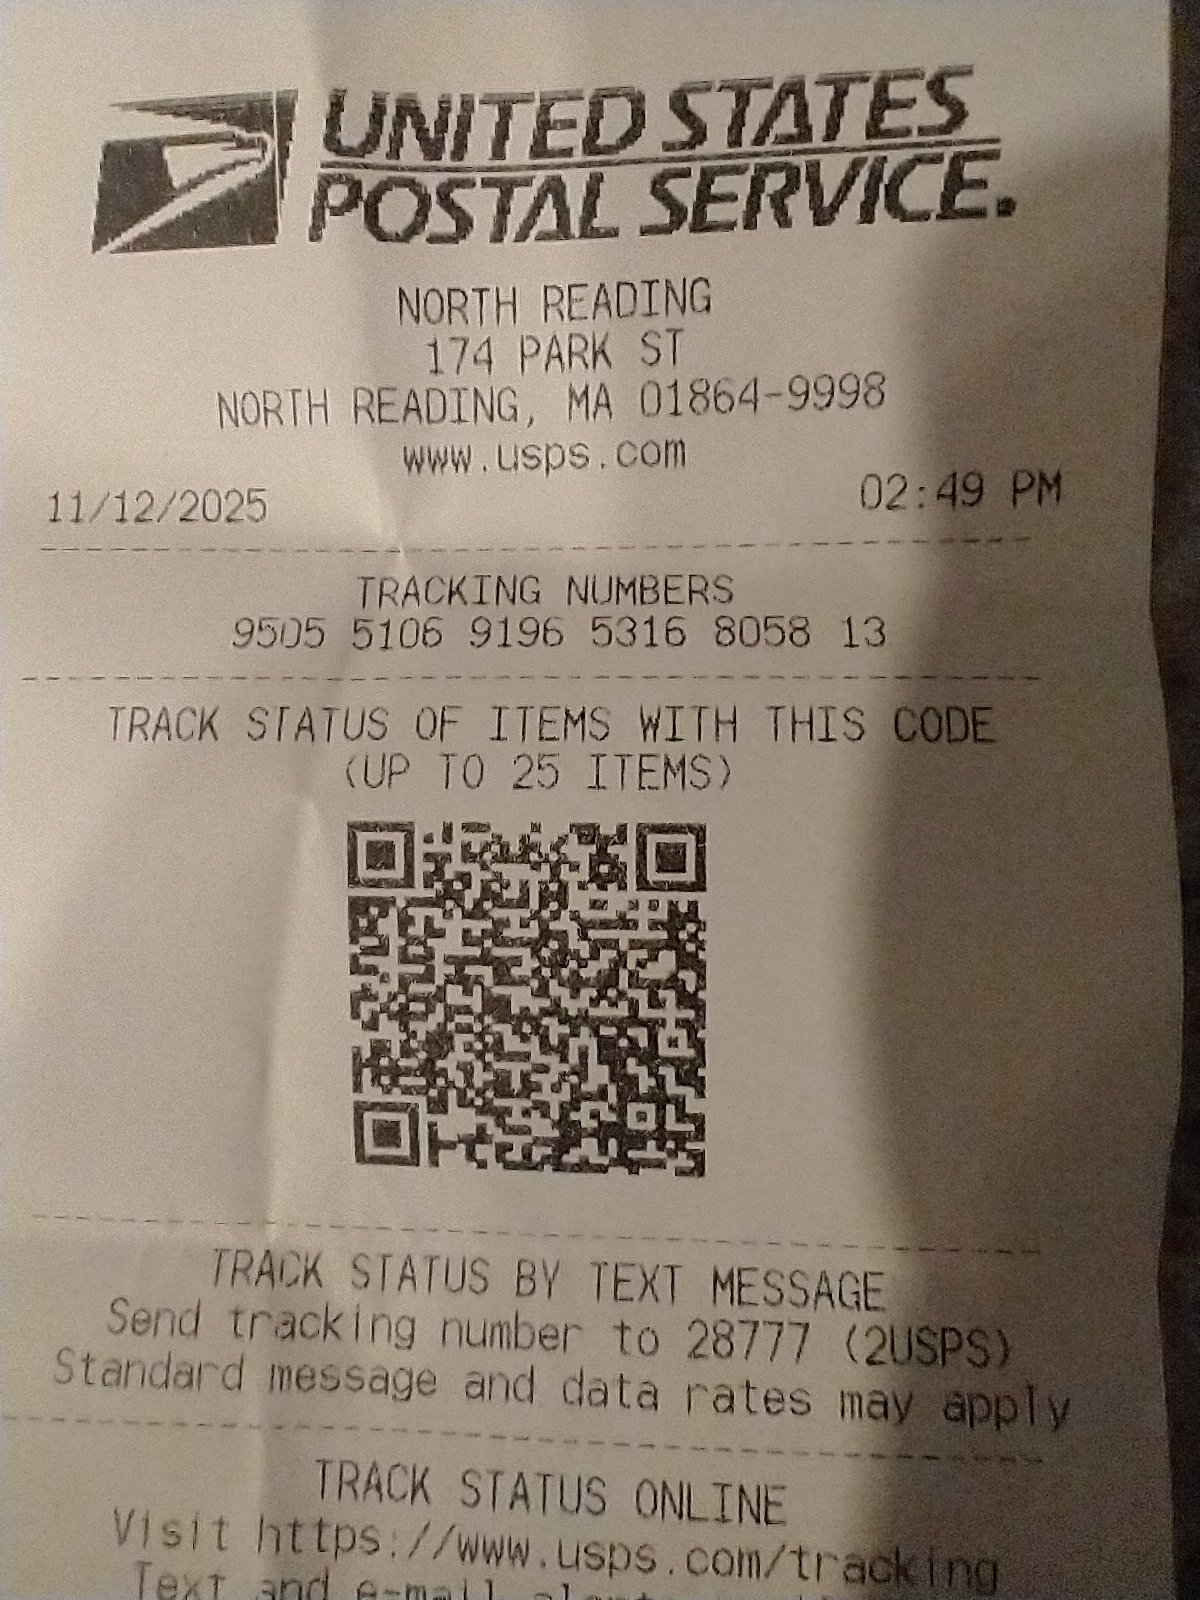 UNITED STATES
POSTAL SERVICE.
NORTH READING
174 PARK ST
NORTH READING, MA 01864-9998
www.usps.com
11/12/2025 02:49 PM
TRACKING NUMBERS
9505 5106 9196 5316 8058 13
TRACK STATUS OF ITEMS WITH THIS CODE
(UP TO 25 ITEMS)
TRACK STATUS BY TEXT MESSAGE
Send tracking number to 28777 (2USPS)
Standard message and data rates may apply
TRACK STATUS ONLINE
Visit https://www.usps.com/tracking
Text and e-mail